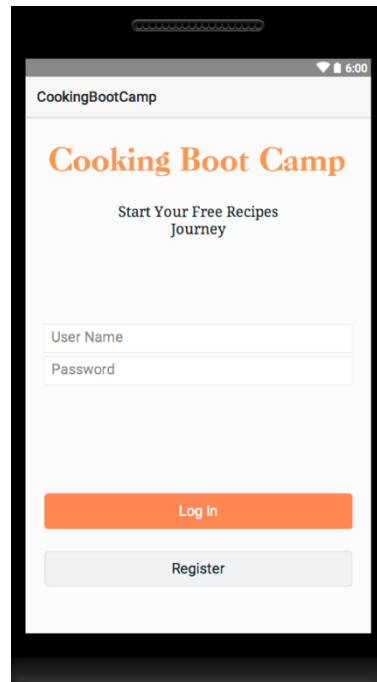 6:00
CookingBootCamp
Cooking Boot Camp
Start Your Free Recipes
Journey
User Name
Password
Log In
Register